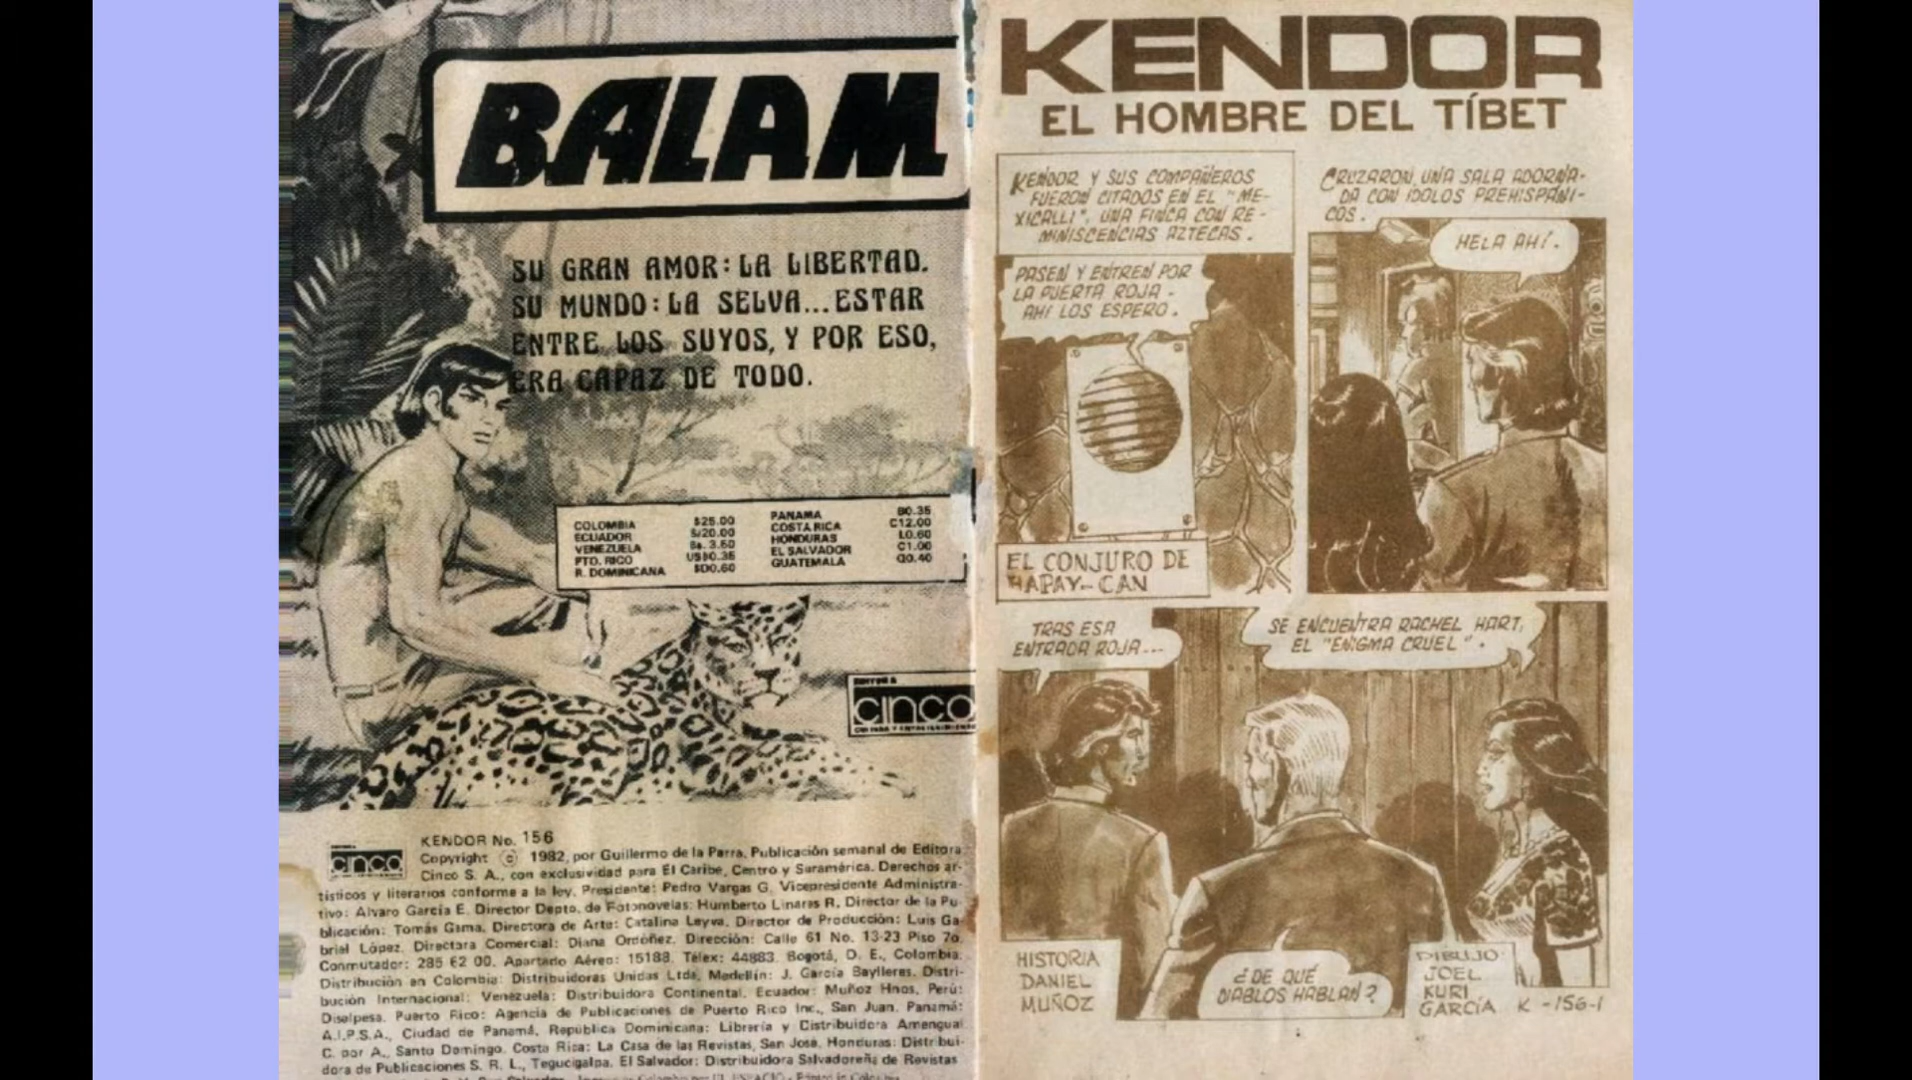 BALAM
SU GRAN AMOR: LA LIBERTAD.
SU MUNDO: LA SELVA...ESTAR
ENTRE LOS SUYOS, Y POR ESO,
ERA CAPAZ DE TODO.
COLOMBIA $25.00
ECUADOR S/20.00
VENEZUELA Bs. 3.50
PTO. RICO US$0.35
R. DOMINICANA $D0.60
PANAMA B0.35
COSTA RICA C12.00
HONDURAS L0.60
EL SALVADOR C1.00
GUATEMALA Q0.40
EDITORA
CINCO
KENDOR No. 156
EDITORA
CINCO
Copyright © 1982, por Guillermo de la Parra. Publicación semanal de Editora
Cinco S. A., con exclusividad para El Caribe, Centro y Suramérica. Derechos ar-
tísticos y literarios conforme a la ley. Presidente: Pedro Vargas G. Vicepresidente Administra-
tivo: Alvaro García E. Director Depto. de Fotonovelas: Humberto Linares R. Director de la Pu-
blicación: Tomás Gama. Directora de Arte: Catalina Leyva. Director de Producción: Luis Ga-
briel López. Directora Comercial: Diana Ordóñez. Dirección: Calle 61 No. 13-23 Piso 7o.
Conmutador: 285 62 00. Apartado Aéreo: 15188. Télex: 44883. Bogotá, D. E., Colombia.
Distribución en Colombia: Distribuidoras Unidas Ltda. Medellín: J. García Baylleres. Distri-
bución Internacional: Venezuela: Distribuidora Continental. Ecuador: Muñoz Hnos. Perú:
Diselpesa. Puerto Rico: Agencia de Publicaciones de Puerto Rico Inc., San Juan. Panamá:
A.I.P.S.A., Ciudad de Panamá. República Dominicana: Librería y Distribuidora Amengual
C. por A., Santo Domingo. Costa Rica: La Casa de las Revistas, San José. Honduras: Distribui-
dora de Publicaciones S. R. L., Tegucigalpa. El Salvador: Distribuidora Salvadoreña de Revistas
KENDOR
EL HOMBRE DEL TÍBET
KENDOR Y SUS COMPAÑEROS
FUERON CITADOS EN EL "ME-
XICALLI", UNA FINCA CON RE-
MINISCENCIAS AZTECAS.
PASEN Y ENTREN POR
LA PUERTA ROJA.
AHÍ LOS ESPERO.
EL CONJURO DE
HAPAY-CAN
CRUZARON, UNA SALA ADORNA-
DA CON ÍDOLOS PREHISPÁNI-
COS.
HELA AHÍ.
TRAS ESA
ENTRADA ROJA...
SE ENCUENTRA RACHEL HART,
EL "ENIGMA CRUEL".
¿DE QUÉ
DIABLOS HABLAN?
HISTORIA
DANIEL
MUÑOZ
DIBUJO:
JOEL
KURI
GARCÍA
K-156-1